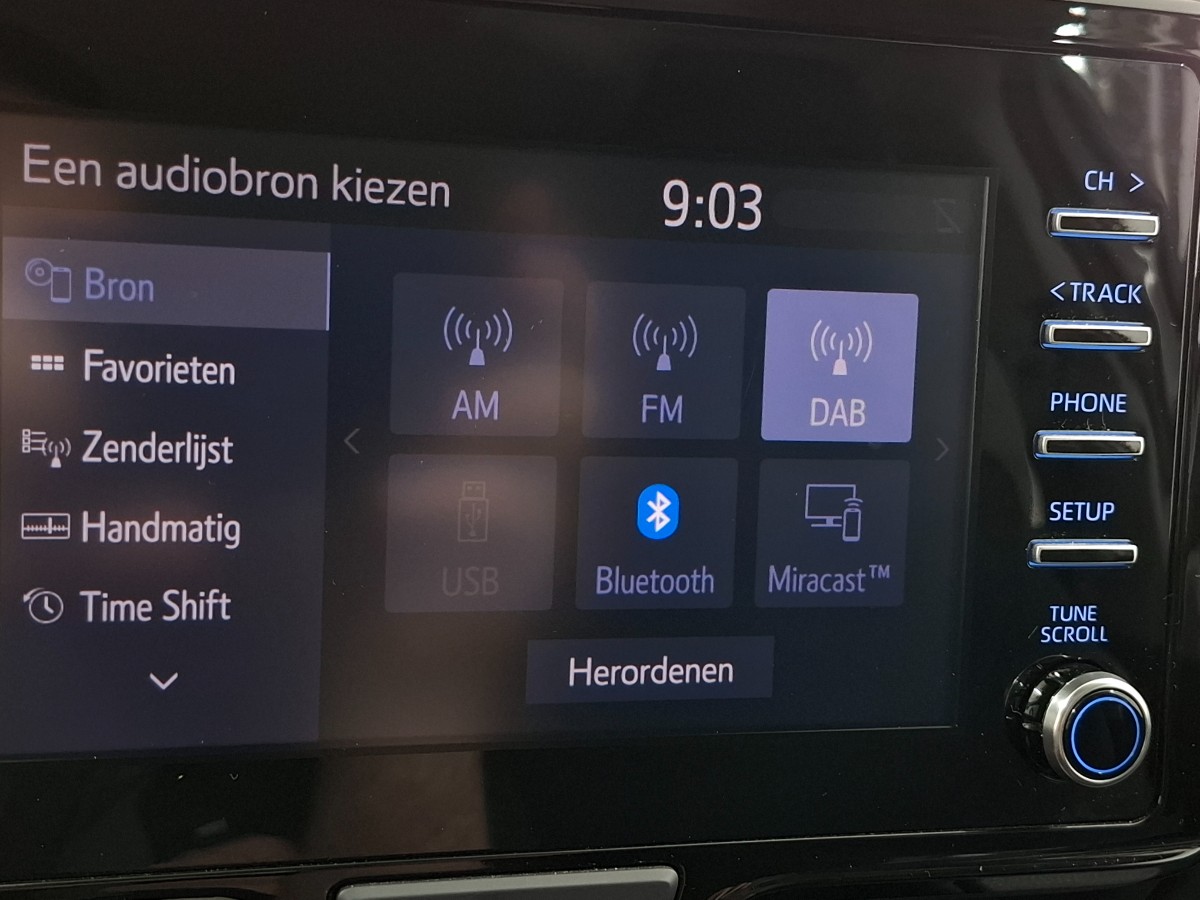 Een audiobron kiezen
9:03
Bron
Favorieten
Zenderlijst
Handmatig
Time Shift
AM
FM
DAB
USB
Bluetooth
Miracast™
Herordenen
CH >
< TRACK
PHONE
SETUP
TUNE
SCROLL